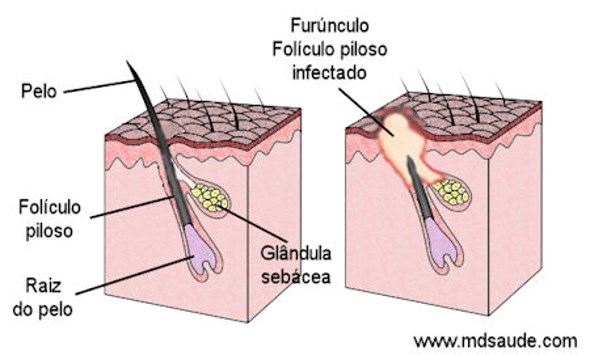 Furúnculo
Folículo piloso
infectado
Pelo
Folículo
piloso
Glândula
sebácea
Raiz
do pelo
www.mdsaude.com